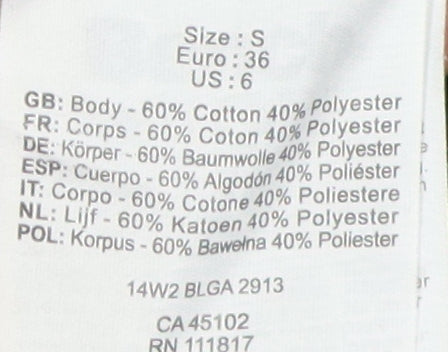 Size : S
Euro : 36
US : 6
GB: Body - 60% Cotton 40% Polyester
FR: Corps - 60% Coton 40% Polyester
DE: Körper - 60% Baumwolle 40% Polyester
ESP: Cuerpo - 60% Algodón 40% Poliéster
IT: Corpo - 60% Cotone 40% Poliestere
NL: Lijf - 60% Katoen 40% Polyester
POL: Korpus - 60% Bawełna 40% Poliester
14W2 BLGA 2913
CA 45102
RN 111817